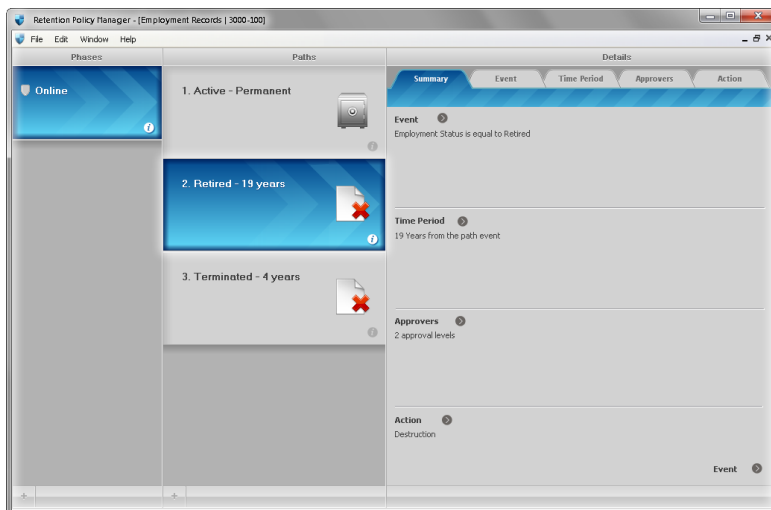 Retention Policy Manager - [Employment Records | 3000-100]
File Edit Window Help
Phases
Paths
Details
Online
1. Active - Permanent
2. Retired - 19 years
3. Terminated - 4 years
Summary
Event
Time Period
Approvers
Action
Event
Employment Status is equal to Retired
Time Period
19 Years from the path event
Approvers
2 approval levels
Action
Destruction
Event